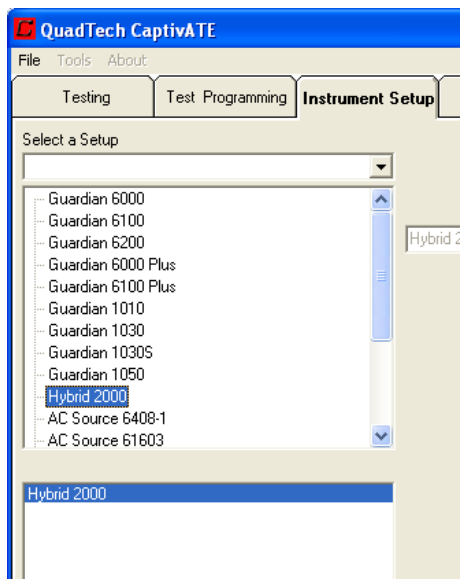 QuadTech CaptivATE
File Tools About
Testing Test Programming Instrument Setup
Select a Setup
Guardian 6000
Guardian 6100
Guardian 6200
Guardian 6000 Plus
Hybrid 2
Guardian 6100 Plus
Guardian 1010
Guardian 1030
Guardian 1030S
Guardian 1050
Hybrid 2000
AC Source 6408-1
AC Source 61603
Hybrid 2000